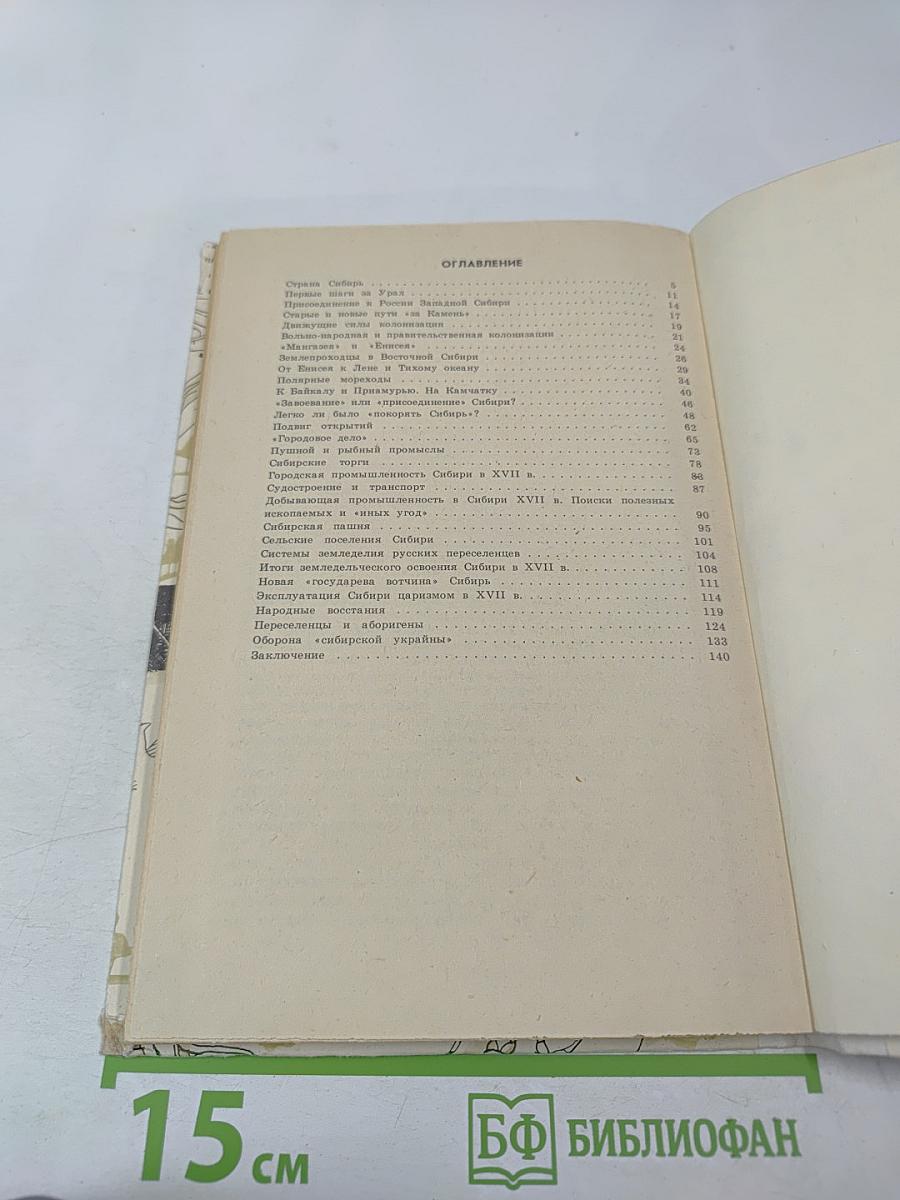 ОГЛАВЛЕНИЕ
Страна Сибирь 5
Первые шаги за Урал 11
Присоединение к России Западной Сибири 14
Старые и новые пути «за Камень» 17
Движущие силы колонизации 19
Вольно-народная и правительственная колонизации 21
«Мангазея» и «Енисея» 24
Землепроходцы в Восточной Сибири 26
От Енисея к Лене и Тихому океану 29
Полярные мореходы 34
К Байкалу и Приамурью. На Камчатку 40
«Завоевание» или «присоединение» Сибири? 46
Легко ли было «покорять Сибирь»? 48
Подвиг открытий 62
«Городовое дело» 65
Пушной и рыбный промыслы 73
Сибирские торги 78
Городская промышленность Сибири в XVII в. 83
Судостроение и транспорт 87
Добывающая промышленность в Сибири XVII в. Поиски полезных
ископаемых и «иных угод» 90
Сибирская пашня 95
Сельские поселения Сибири 101
Системы земледелия русских переселенцев 104
Итоги земледельческого освоения Сибири в XVII в. 108
Новая «государева вотчина» Сибирь 111
Эксплуатация Сибири царизмом в XVII в. 114
Народные восстания 119
Переселенцы и аборигены 124
Оборона «сибирской украйны» 133
Заключение 140
15 см
БФ БИБЛИОФАН